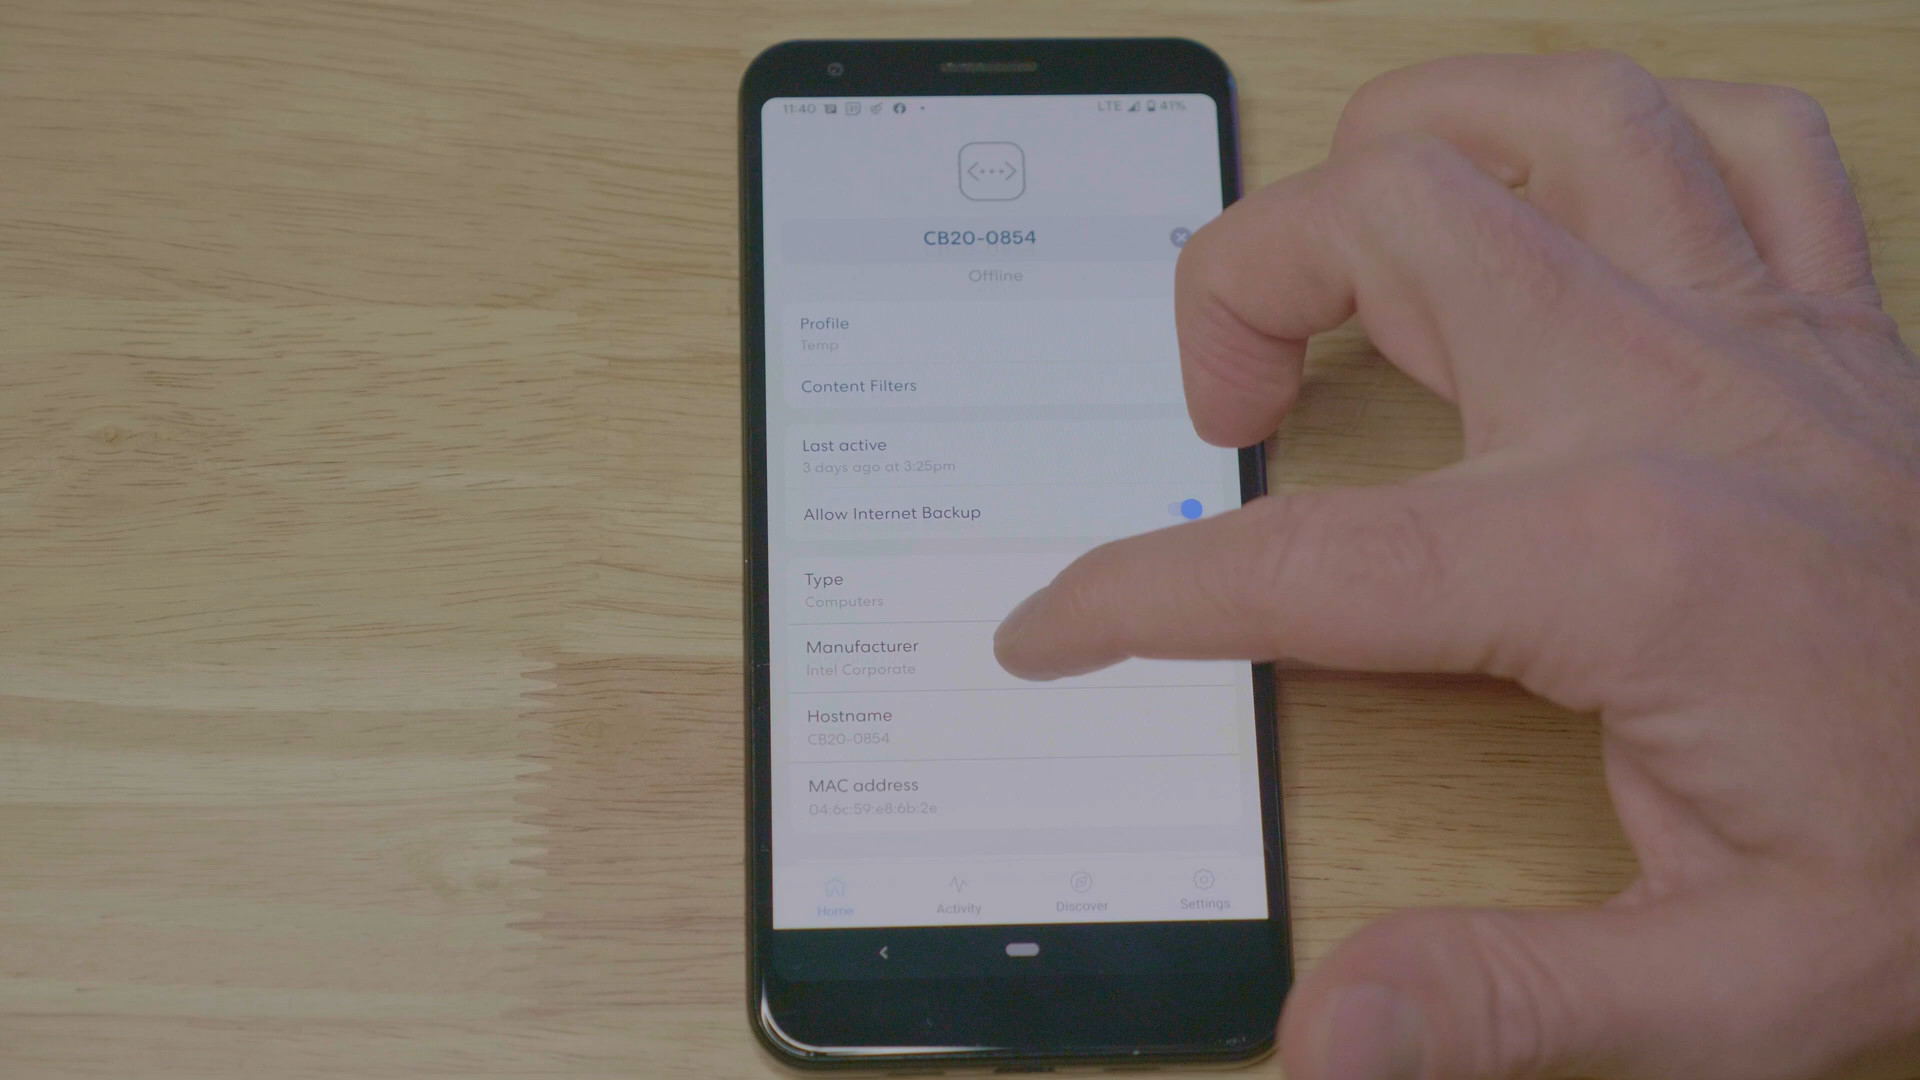 11:40
LTE 41%
CB20-0854
Offline
Profile
Temp
Content Filters
Last active
3 days ago at 3:25pm
Allow Internet Backup
Type
Computers
Manufacturer
Intel Corporate
Hostname
CB20-0854
MAC address
04:6c:59:e8:6b:2e
Home
Activity
Discover
Settings